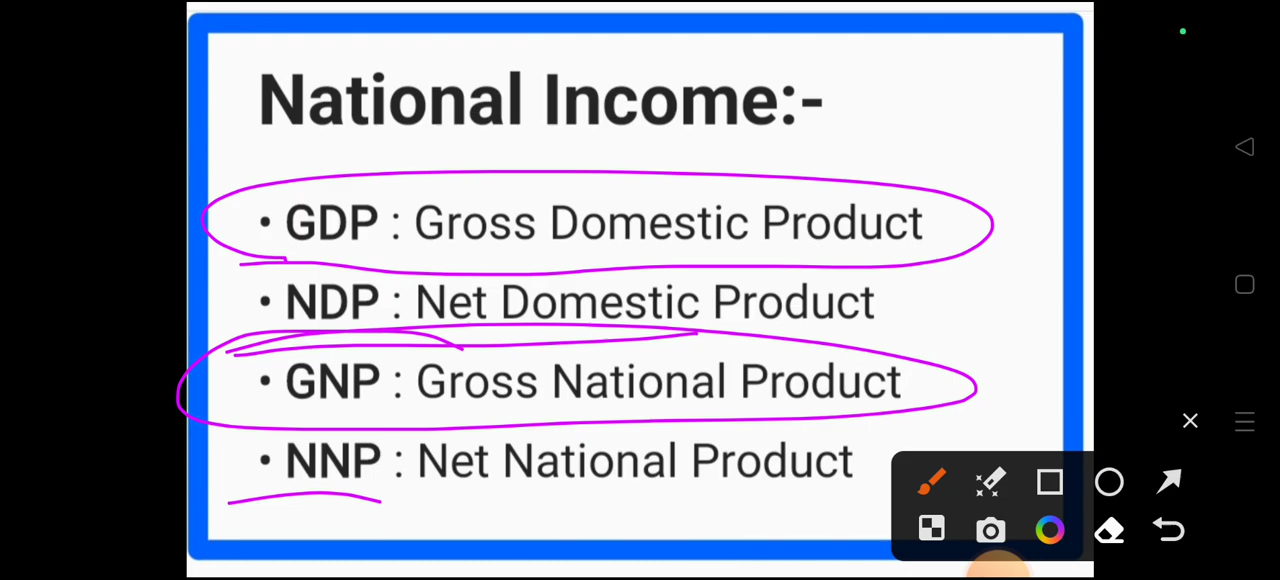 National Income:-
• GDP : Gross Domestic Product
• NDP : Net Domestic Product
• GNP : Gross National Product
• NNP : Net National Product